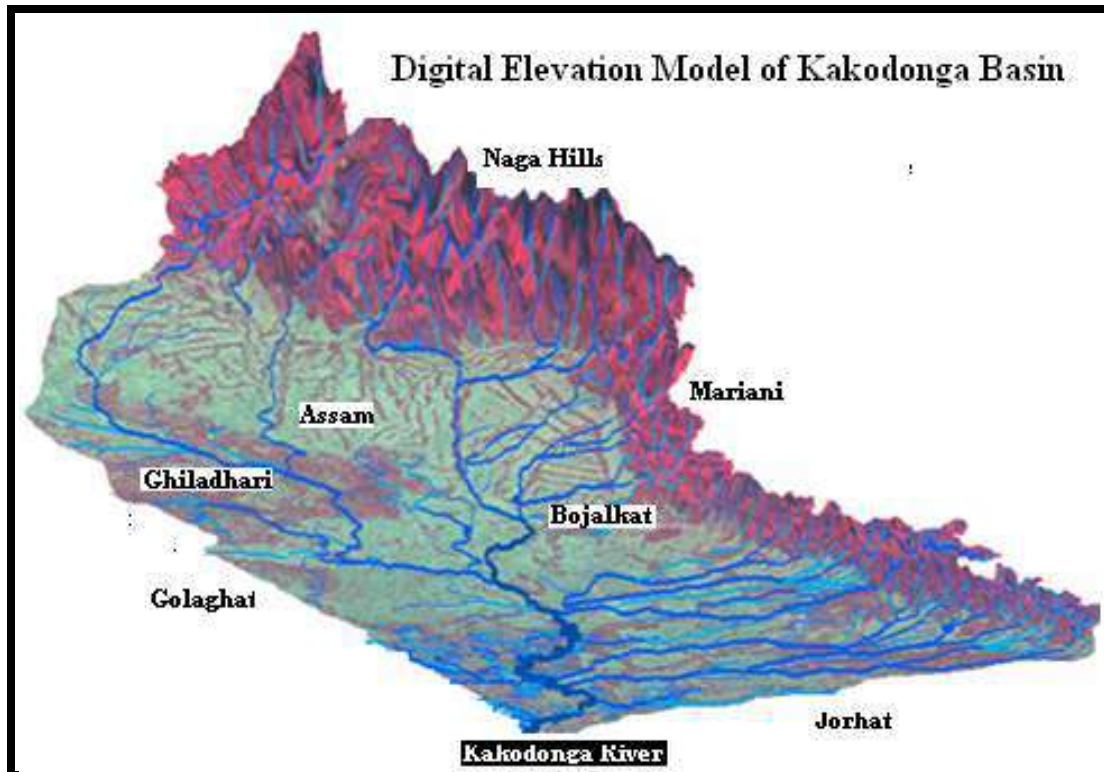 Digital Elevation Model of Kakodonga Basin
Naga Hills
Mariani
Assam
Ghiladhari
Bojalkat
Golaghat
Jorhat
Kakodonga River